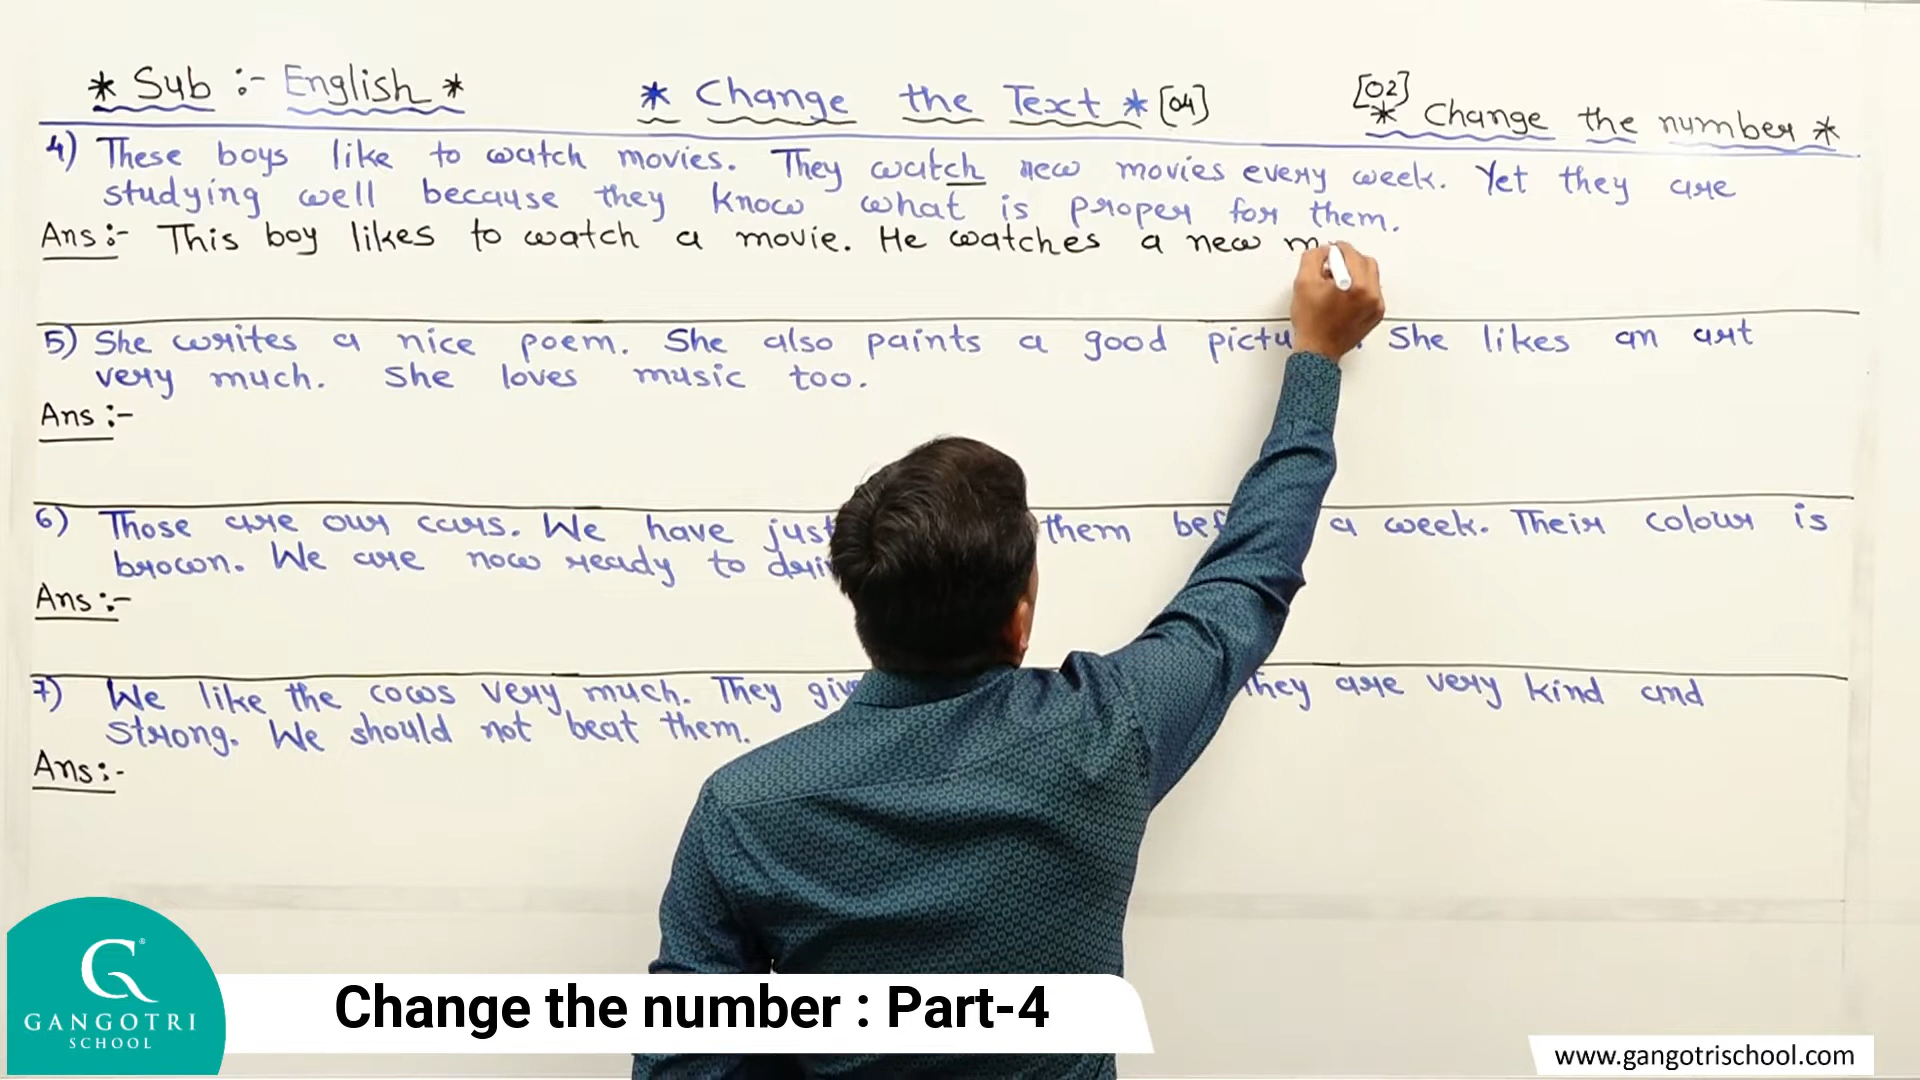 * Sub :- English *
* Change the Text * [04]
[02]
* Change the number *
4) These boys like to watch movies. They watch new movies every week. Yet they are
studying well because they know what is proper for them.
Ans :- This boy likes to watch a movie. He watches a new
5) She writes a nice poem. She also paints a good She likes an art
very much. She loves music too.
Ans :-
6) Those are our cars. We have just them a week. Their colour is
brown. We are now ready to
Ans :-
7) We like the cows very much. They They are very kind and
strong. We should not beat them.
Ans :-
G
GANGOTRI
SCHOOL
Change the number : Part-4
www.gangotrischool.com